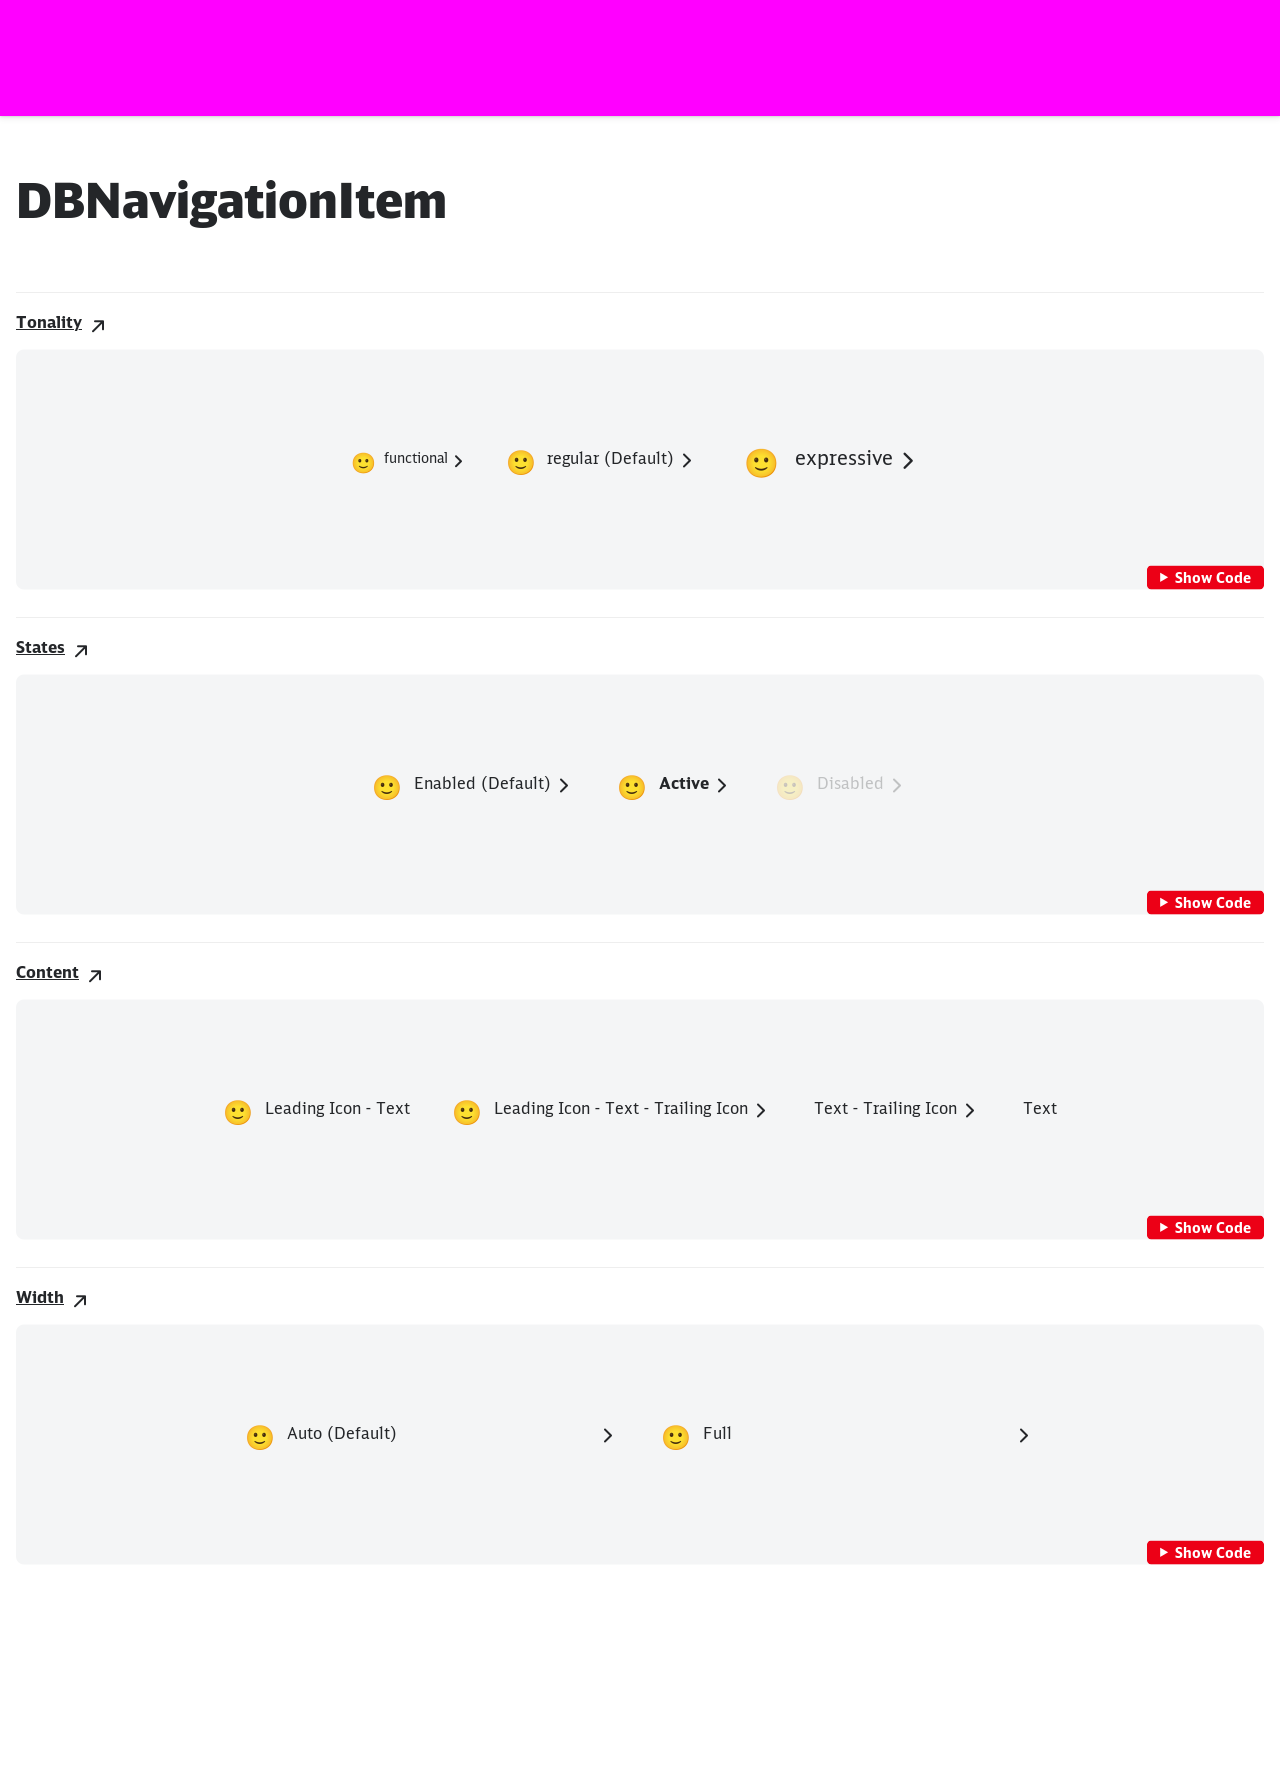 DBNavigationItem
Tonality
functional regular (Default) expressive
Show Code
States
Enabled (Default) Active Disabled
Show Code
Content
Leading Icon - Text Leading Icon - Text - Trailing Icon Text - Trailing Icon Text
Show Code
Width
Auto (Default) Full
Show Code